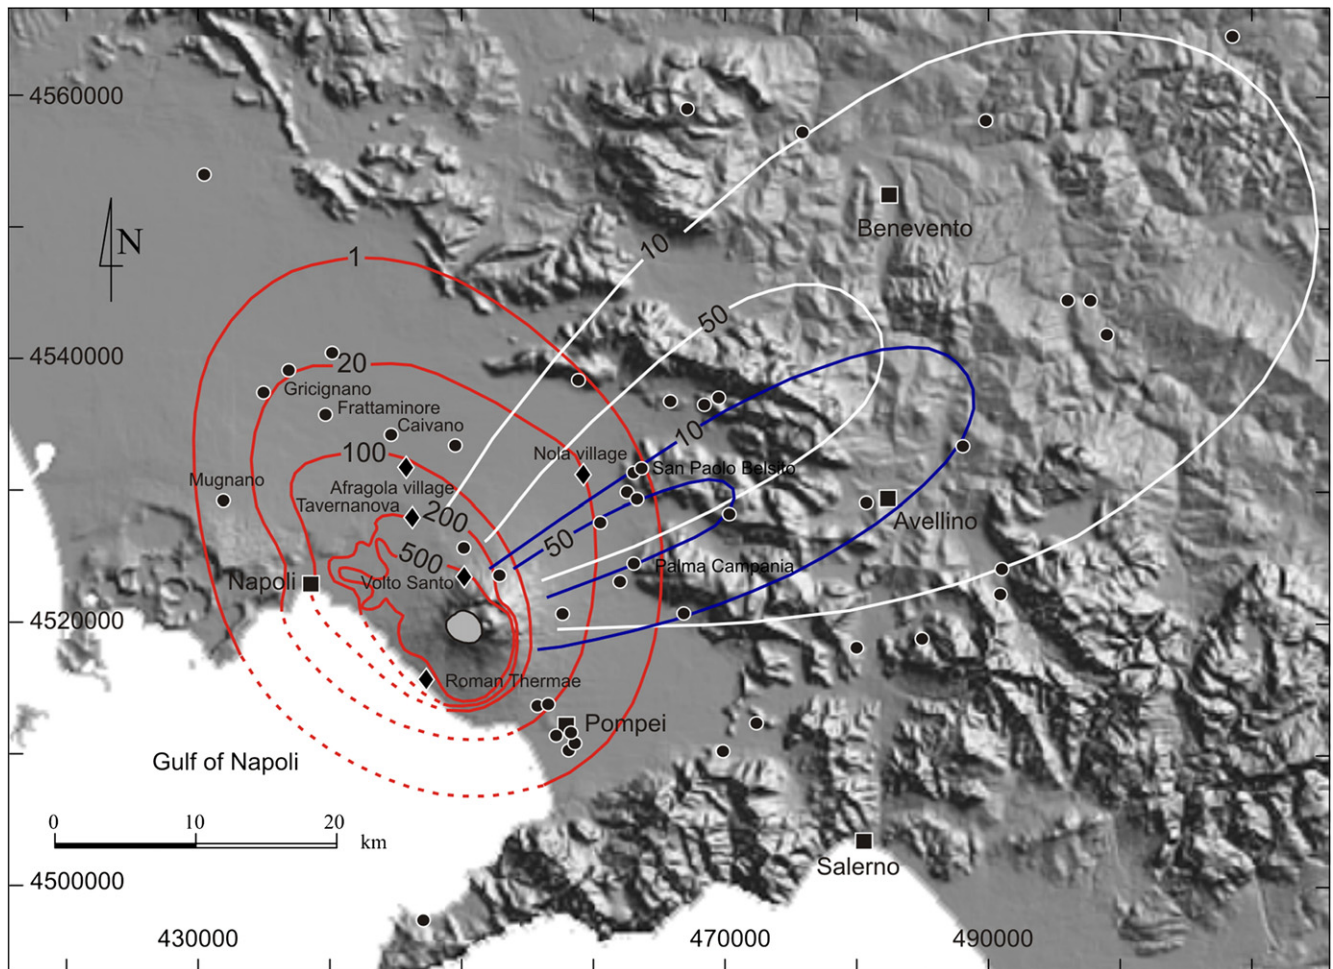 4560000
N
Benevento
10
1
50
4540000
20
Gricignano
Frattaminore
Caivano
10
100
Nola village
San Paolo Belsito
Mugnano
Afragola village
Tavernanova
200
Avellino
50
500
Palma Campania
Napoli
Volto Santo
4520000
Roman Thermae
Pompei
Gulf of Napoli
0 10 20 km
Salerno
4500000
430000 470000 490000